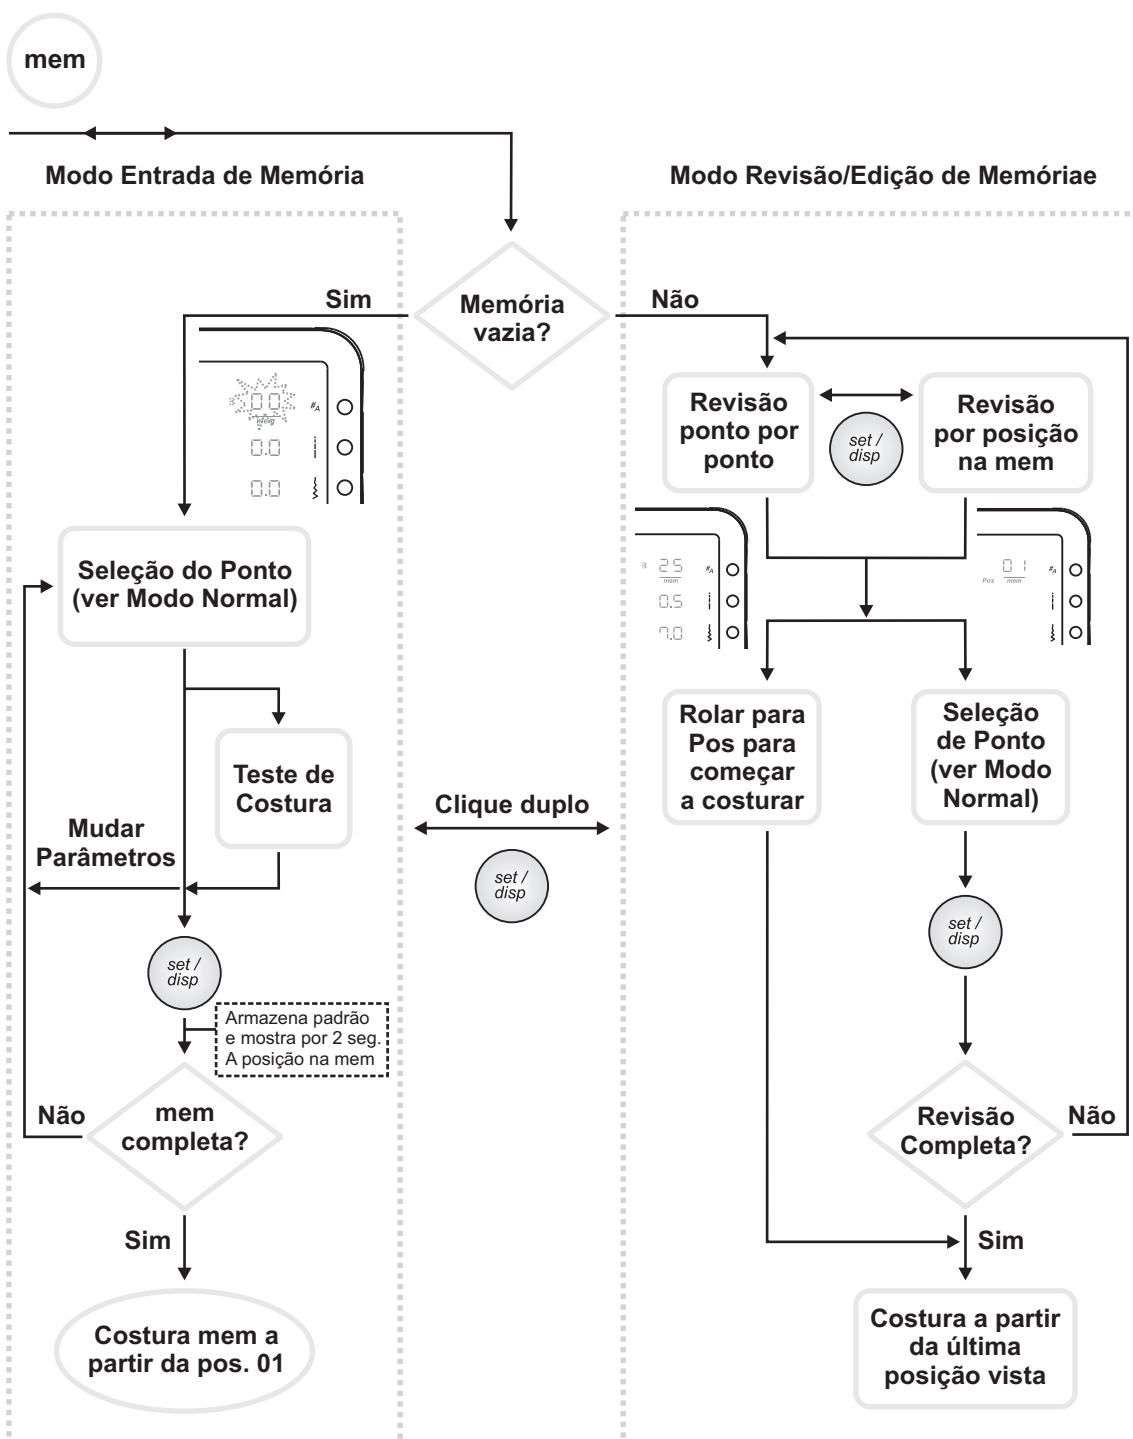 mem
Modo Entrada de Memória
Modo Revisão/Edição de Memóriae
Memória
vazia?
Sim
Não
00
#A
0.0
0.0
Seleção do Ponto
(ver Modo Normal)
Teste de
Costura
Mudar
Parâmetros
set /
disp
Armazena padrão
e mostra por 2 seg.
A posição na mem
mem
completa?
Não
Sim
Costura mem a
partir da pos. 01
Clique duplo
set /
disp
Revisão
ponto por
ponto
set /
disp
Revisão
por posição
na mem
25
mem
#A
0.5
7.0
01
Pos mem
#A
Rolar para
Pos para
começar
a costurar
Seleção
de Ponto
(ver Modo
Normal)
set /
disp
Revisão
Completa?
Não
Sim
Costura a partir
da última
posição vista